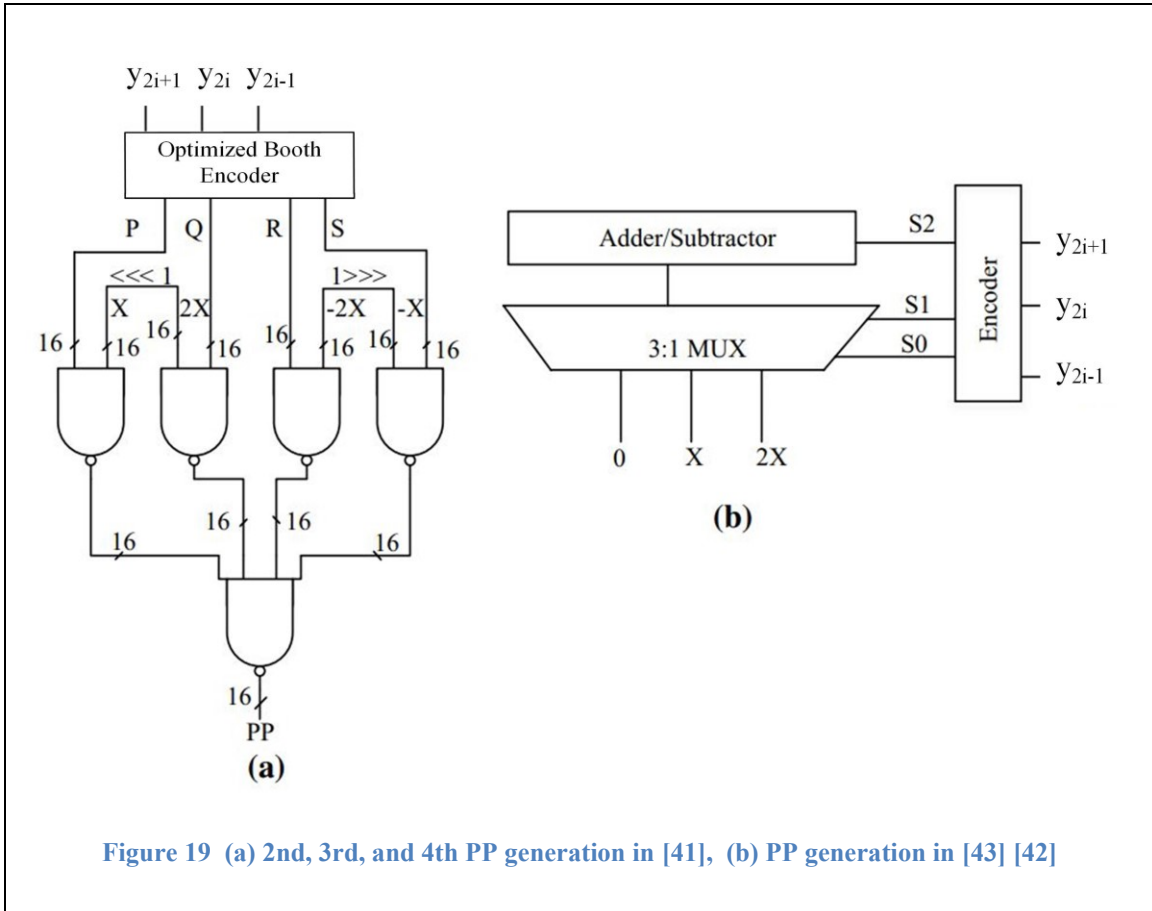 y2i+1 y2i y2i-1
Optimized Booth
Encoder
P Q R S
<<< 1 1>>>
X 2X -2X -X
16 16 16 16 16 16 16 16
16 16 16 16
16
PP
(a)
S2
Adder/Subtractor
y2i+1
S1
y2i
3:1 MUX
S0
Encoder
y2i-1
0 X 2X
(b)
Figure 19 (a) 2nd, 3rd, and 4th PP generation in [41], (b) PP generation in [43] [42]